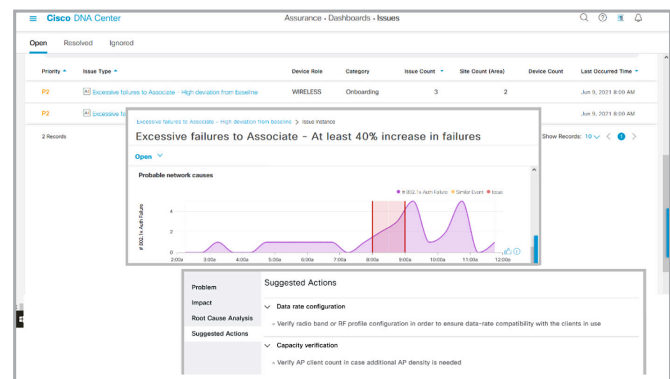 Cisco DNA Center
Assurance • Dashboards • Issues
Open Resolved Ignored
Priority Issue Type Device Role Category Issue Count Site Count (Area) Device Count Last Occurred Time
P2 AI Excessive failures to Associate - High deviation from baseline WIRELESS Onboarding 3 2 Jun 9, 2021 8:00 AM
P2 AI Excessive Jun 9, 2021 8:00 AM
2 Records Show Records: 10 < 1 >
Excessive failures to Associate - High deviation from baseline > Issue Instance
Excessive failures to Associate - At least 40% increase in failures
Open
Probable network causes
# 802.1x Auth Failure Similar Event Issue
# 802.1x Auth Failure
4
2
0
2:00a 3:00a 4:00a 5:00a 6:00a 7:00a 8:00a 9:00a 10:00a 11:00a 12:00a
Problem
Impact
Root Cause Analysis
Suggested Actions
Suggested Actions
Data rate configuration
- Verify radio band or RF profile configuration in order to ensure data-rate compatibility with the clients in use
Capacity verification
- Verify AP client count in case additional AP density is needed